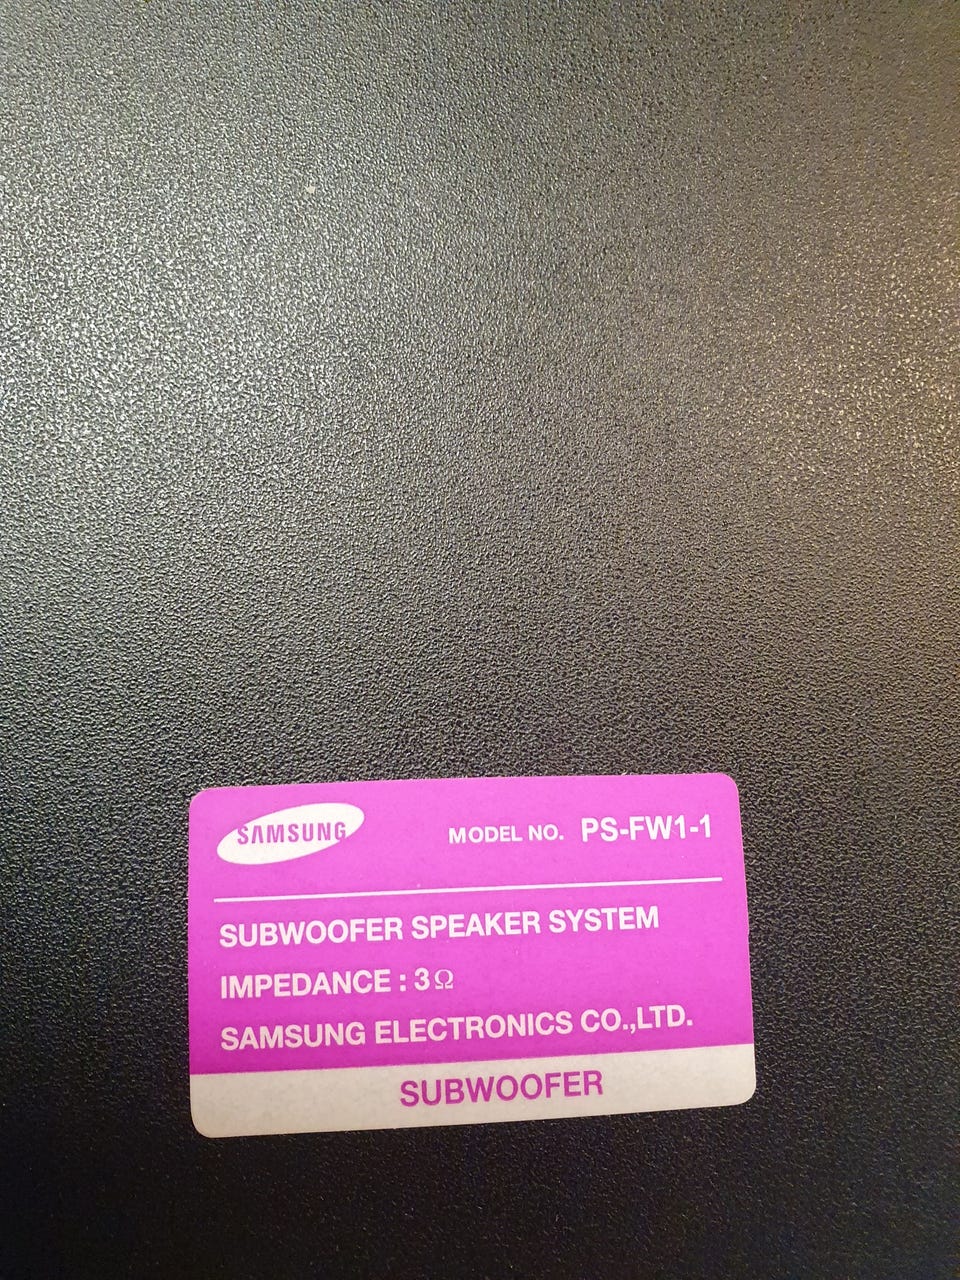 SAMSUNG
MODEL NO. PS-FW1-1
SUBWOOFER SPEAKER SYSTEM
IMPEDANCE : 3Ω
SAMSUNG ELECTRONICS CO.,LTD.
SUBWOOFER